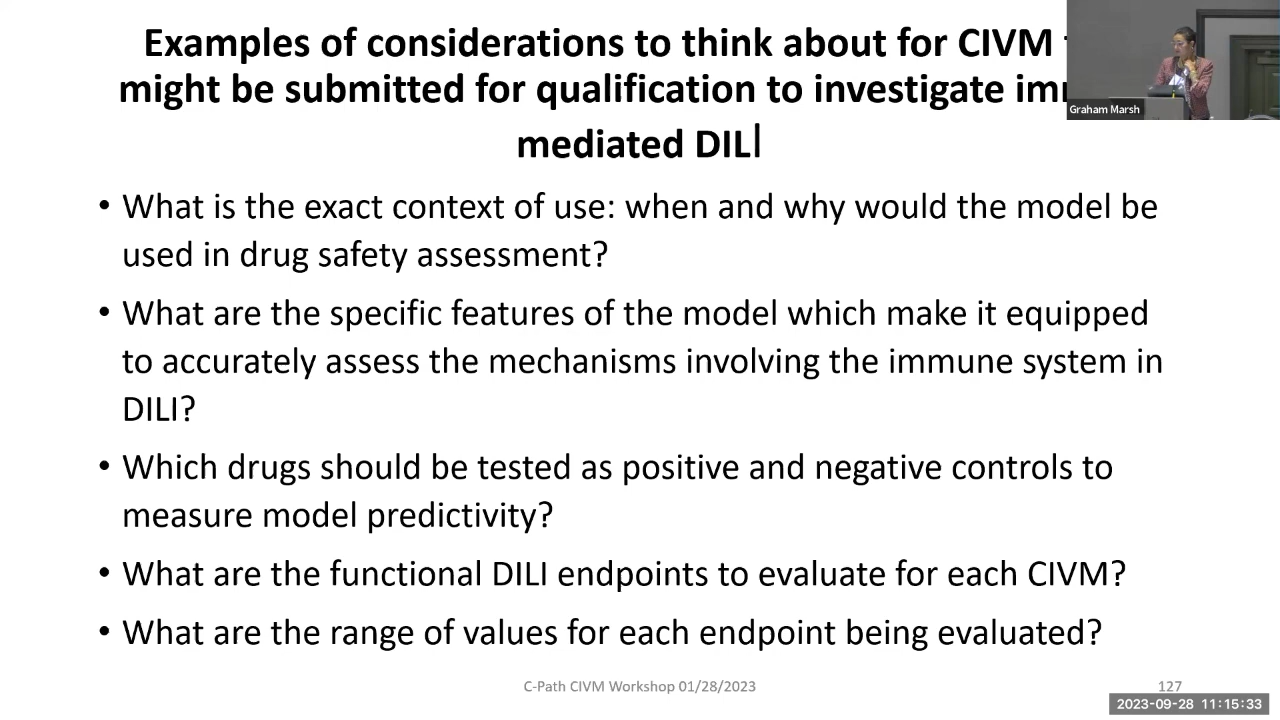 Examples of considerations to think about for CIVM
might be submitted for qualification to investigate
mediated DILI
• What is the exact context of use: when and why would the model be
used in drug safety assessment?
• What are the specific features of the model which make it equipped
to accurately assess the mechanisms involving the immune system in
DILI?
• Which drugs should be tested as positive and negative controls to
measure model predictivity?
• What are the functional DILI endpoints to evaluate for each CIVM?
• What are the range of values for each endpoint being evaluated?
Graham Marsh
C-Path CIVM Workshop 01/28/2023
127
2023-09-28 11:15:33